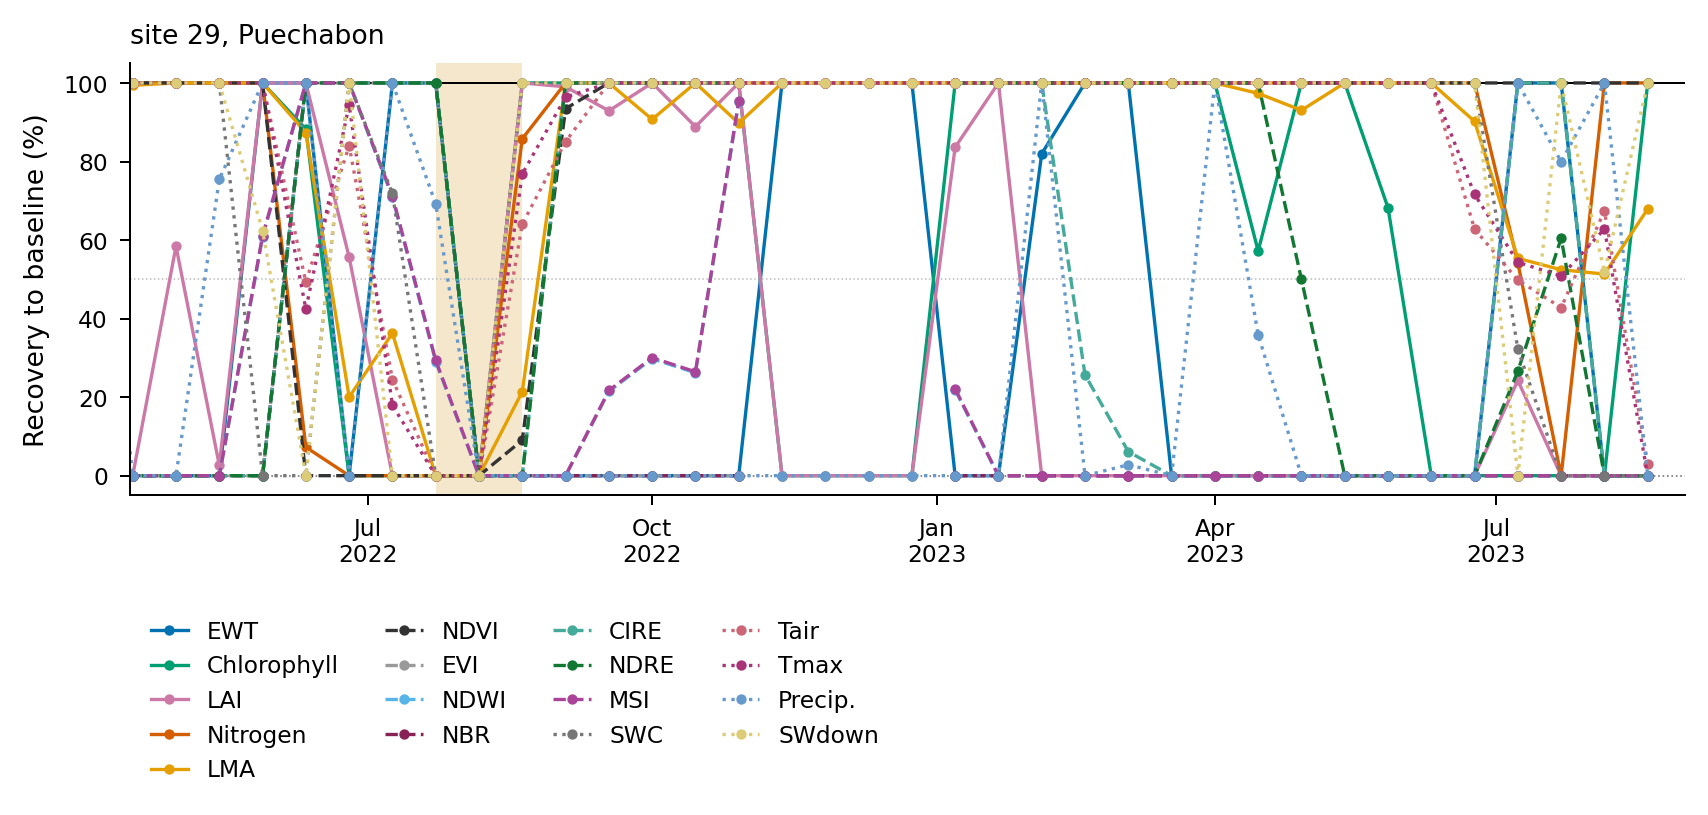 site 29, Puechabon
Recovery to baseline (%)
100
80
60
40
20
0
Jul
2022
Oct
2022
Jan
2023
Apr
2023
Jul
2023
EWT
Chlorophyll
LAI
Nitrogen
LMA
NDVI
EVI
NDWI
NBR
CIRE
NDRE
MSI
SWC
Tair
Tmax
Precip.
SWdown